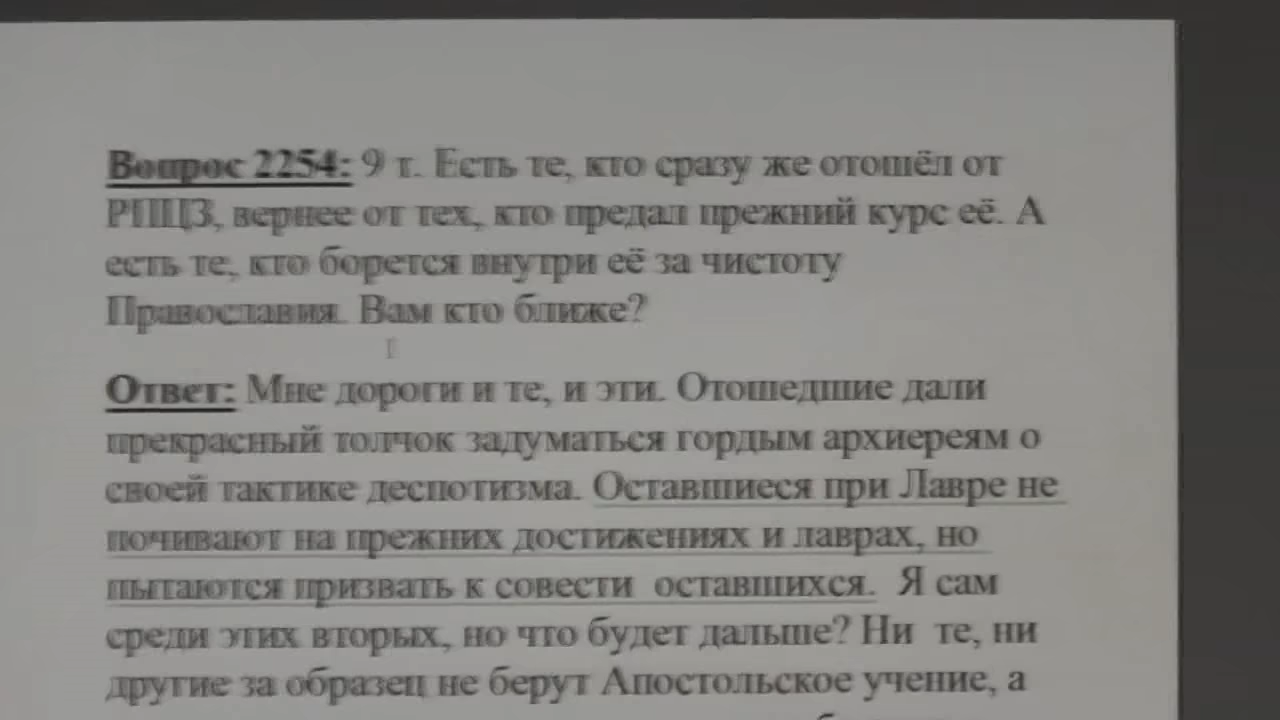 Вопрос 2254: 9 т. Есть те, кто сразу же отошёл от
РПЦЗ, вернее от тех, кто предал прежний курс её. А
есть те, кто борется внутри её за чистоту
Православия. Вам кто ближе?
Ответ: Мне дороги и те, и эти. Отошедшие дали
прекрасный толчок задуматься гордым архиереям о
своей тактике деспотизма. Оставшиеся при Лавре не
почивают на прежних достижениях и лаврах, но
пытаются призвать к совести оставшихся. Я сам
среди этих вторых, но что будет дальше? Ни те, ни
другие за образец не берут Апостольское учение, а